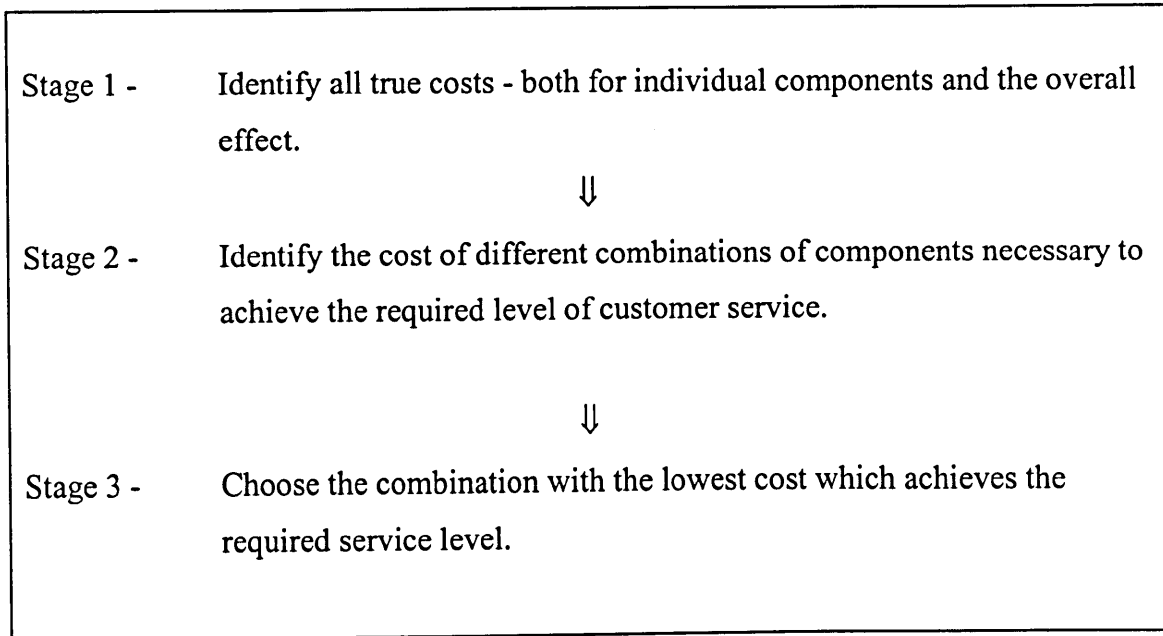 Stage 1 - Identify all true costs - both for individual components and the overall
effect.
⇓
Stage 2 - Identify the cost of different combinations of components necessary to
achieve the required level of customer service.
⇓
Stage 3 - Choose the combination with the lowest cost which achieves the
required service level.